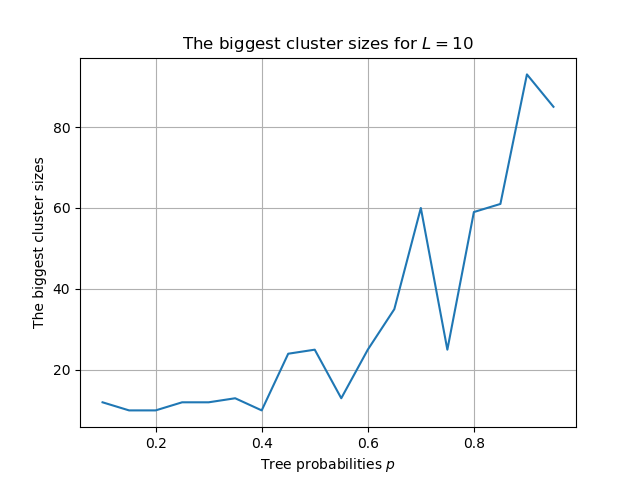 The biggest cluster sizes for L = 10
80
60
40
20
The biggest cluster sizes
0.2 0.4 0.6 0.8
Tree probabilities p